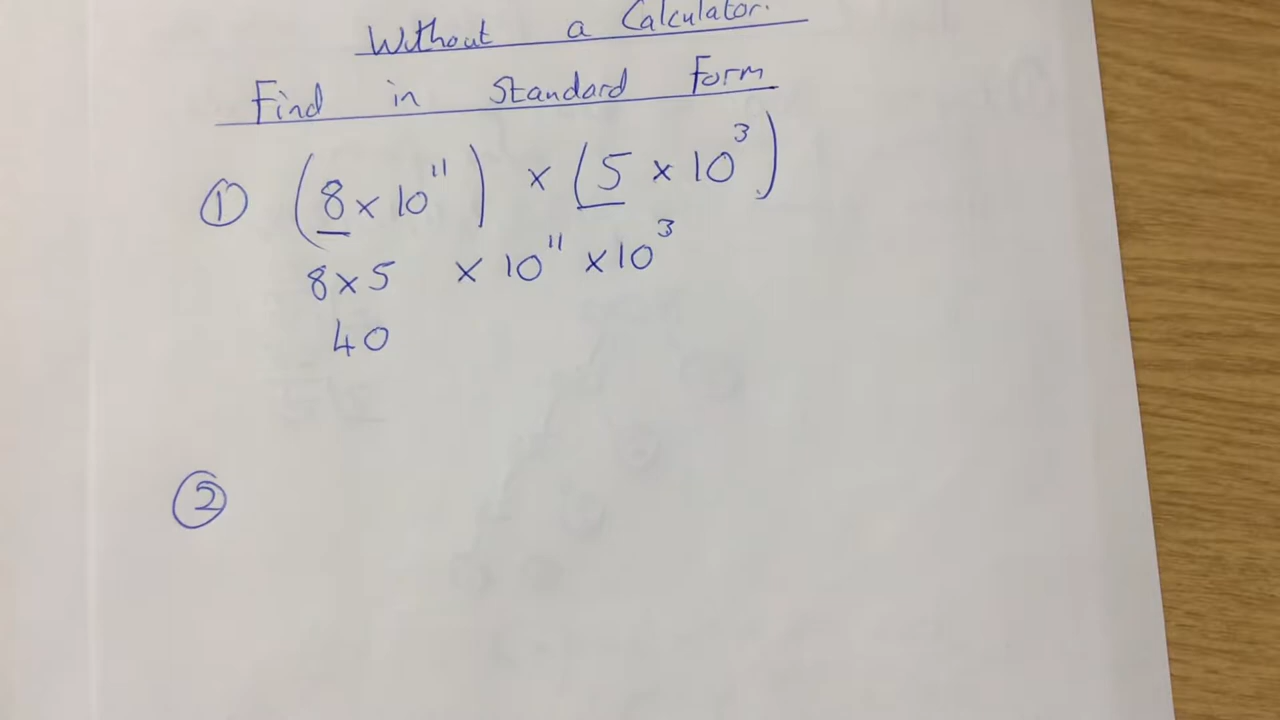 Without a Calculator.
Find in Standard Form
① (8 × 10¹¹) × (5 × 10³)
8 × 5 × 10¹¹ × 10³
40
②